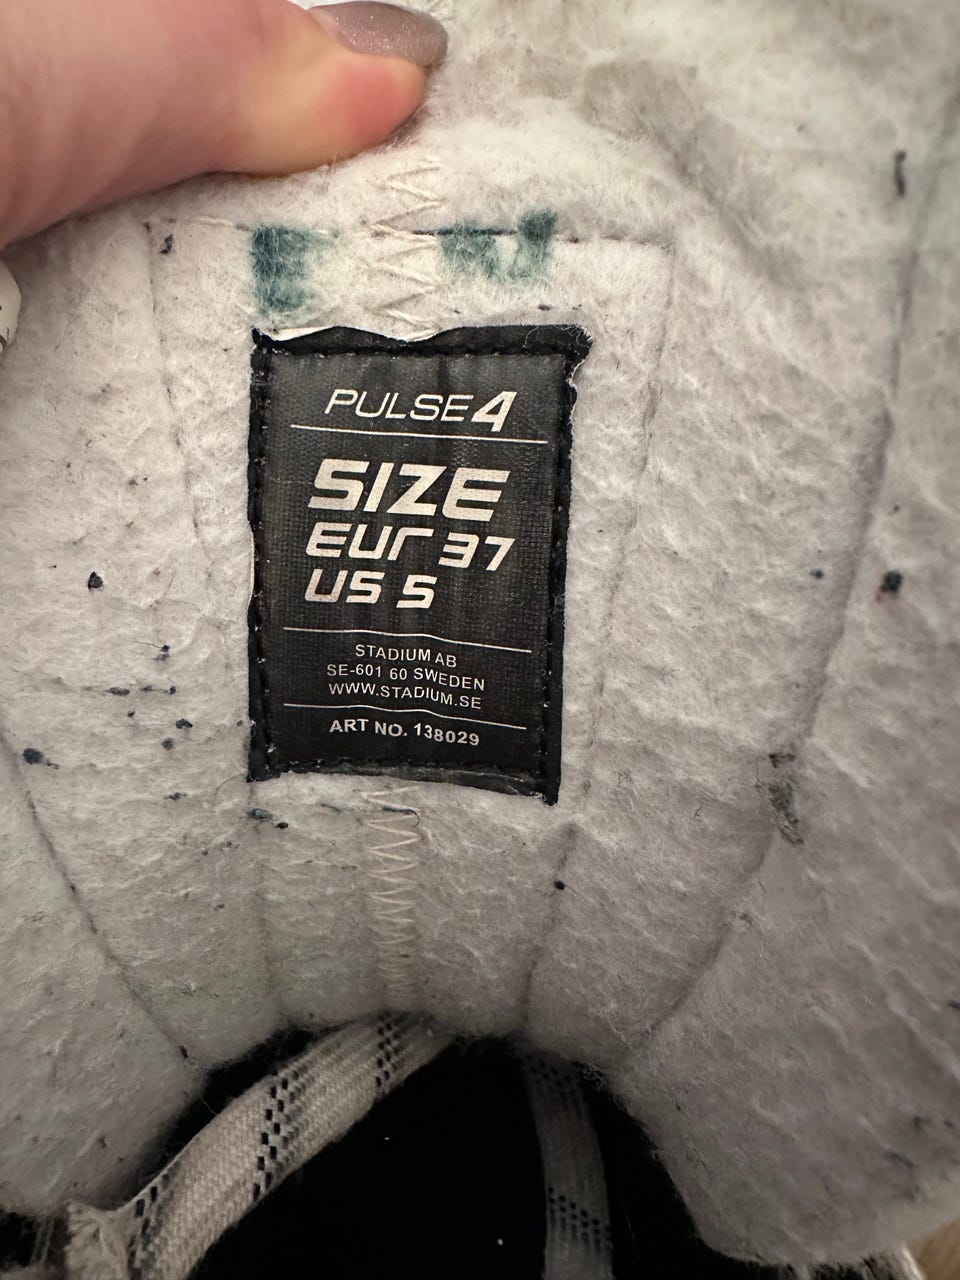 PULSE4
SIZE
EUR 37
US 5
STADIUM AB
SE-601 60 SWEDEN
WWW.STADIUM.SE
ART NO. 138029